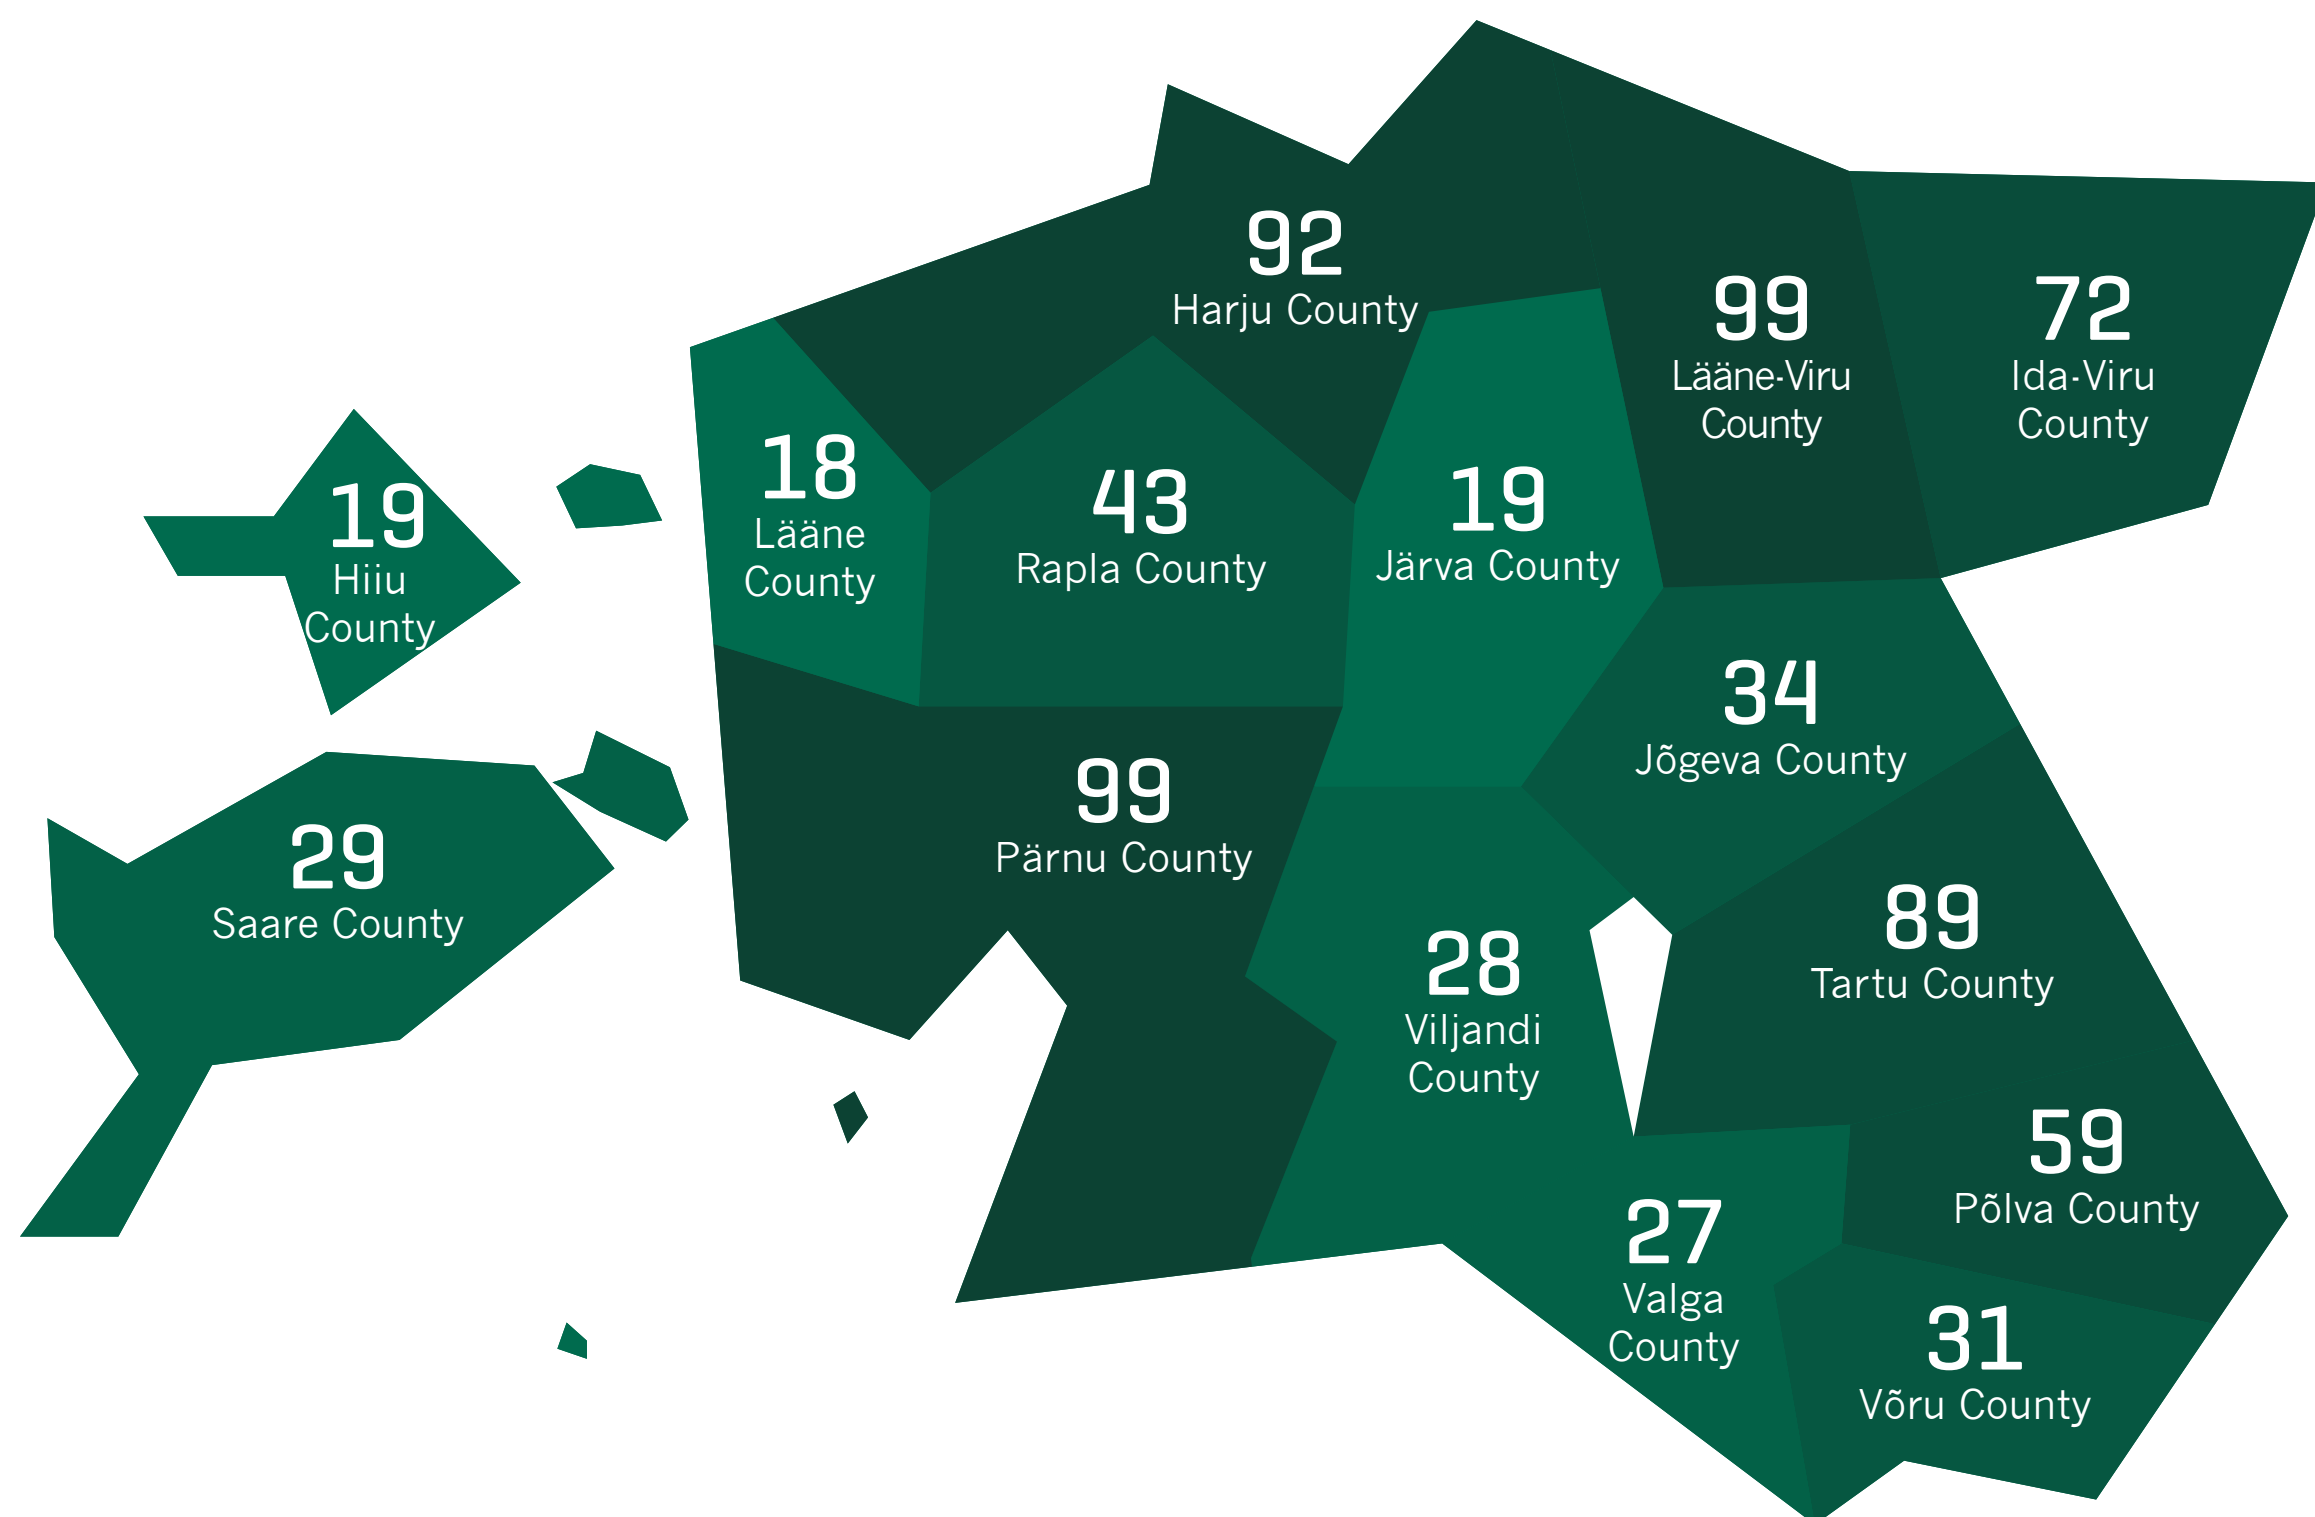 92
Harju County
99
Lääne-Viru
County
72
Ida-Viru
County
18
Lääne
County
43
Rapla County
19
Järva County
19
Hiiu
County
34
Jõgeva County
99
Pärnu County
29
Saare County
89
Tartu County
28
Viljandi
County
59
Põlva County
27
Valga
County
31
Võru County